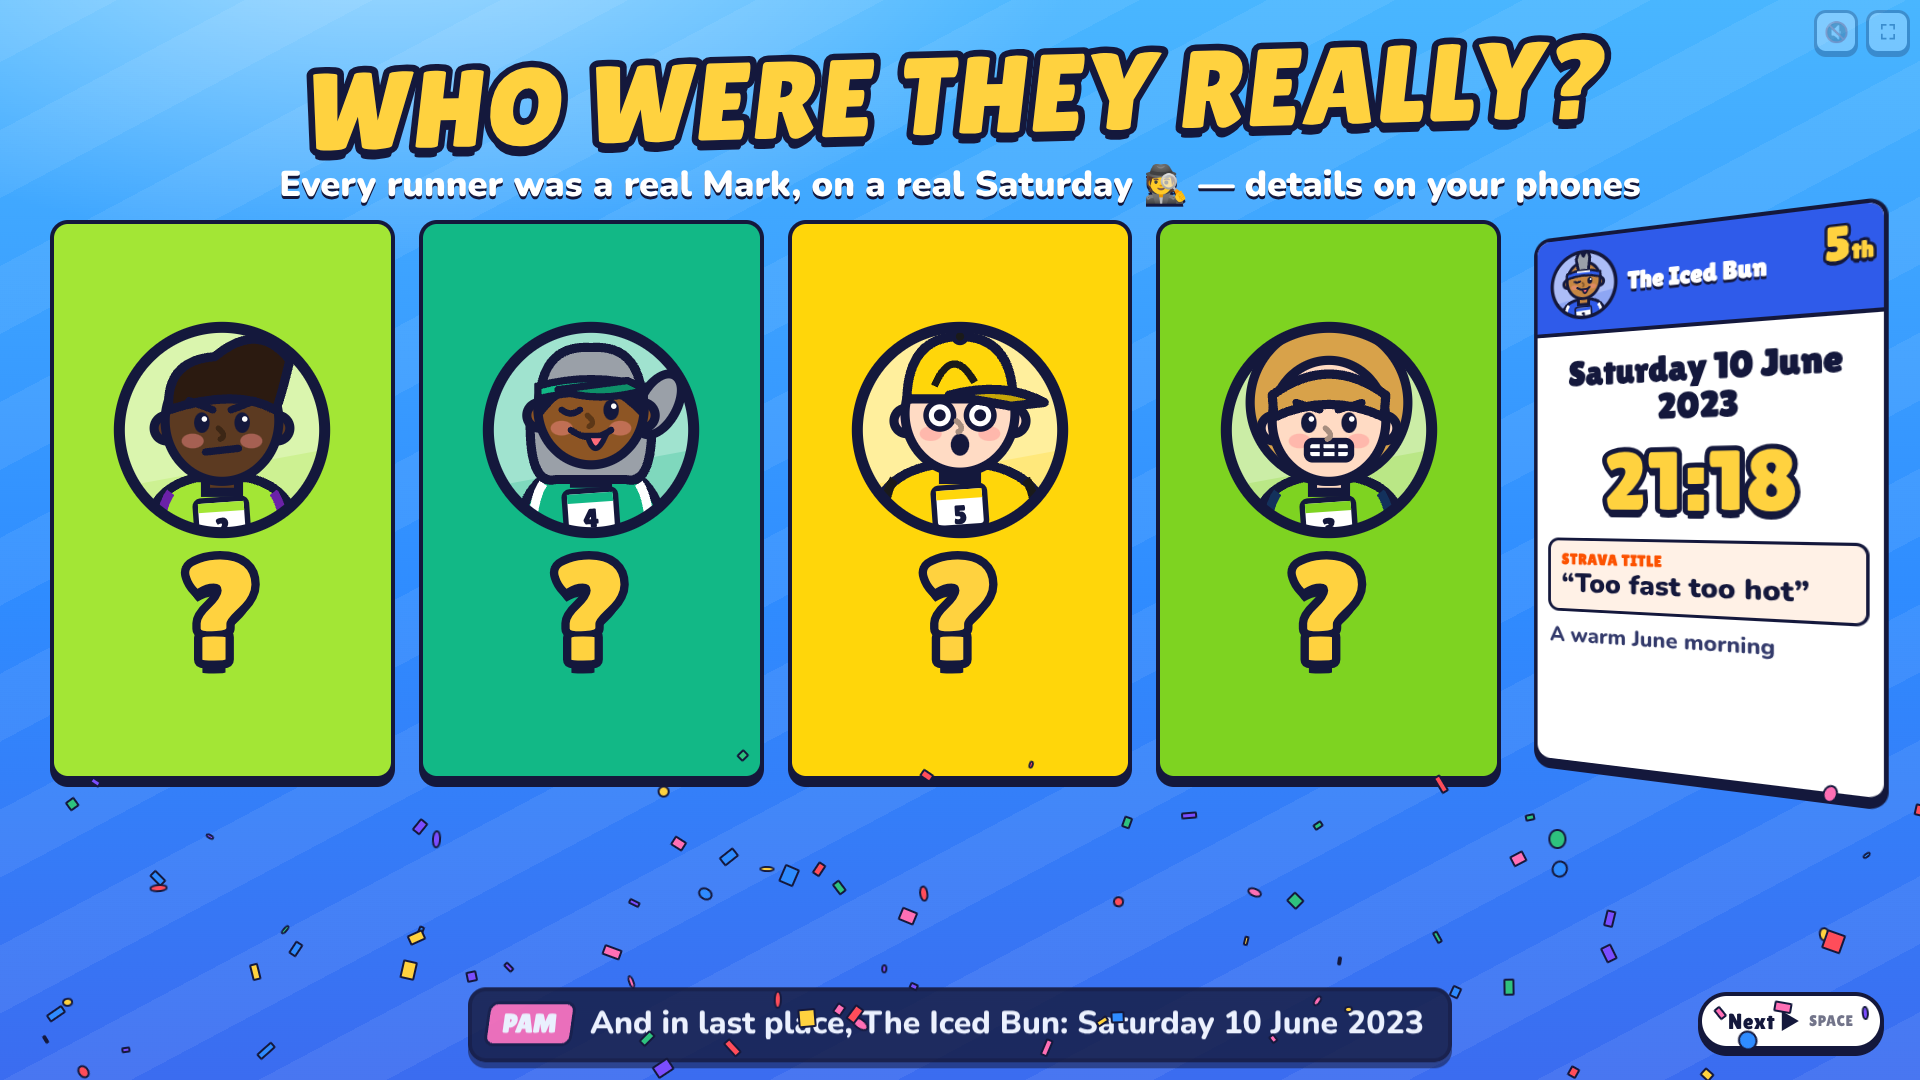 WHO WERE THEY REALLY?
Every runner was a real Mark, on a real Saturday 🕵️ — details on your phones
?
4
?
5
?
?
The Iced Bun
5th
Saturday 10 June
2023
21:18
STRAVA TITLE
“Too fast too hot”
A warm June morning
PAM
And in last place, The Iced Bun: Saturday 10 June 2023
Next ▶ SPACE